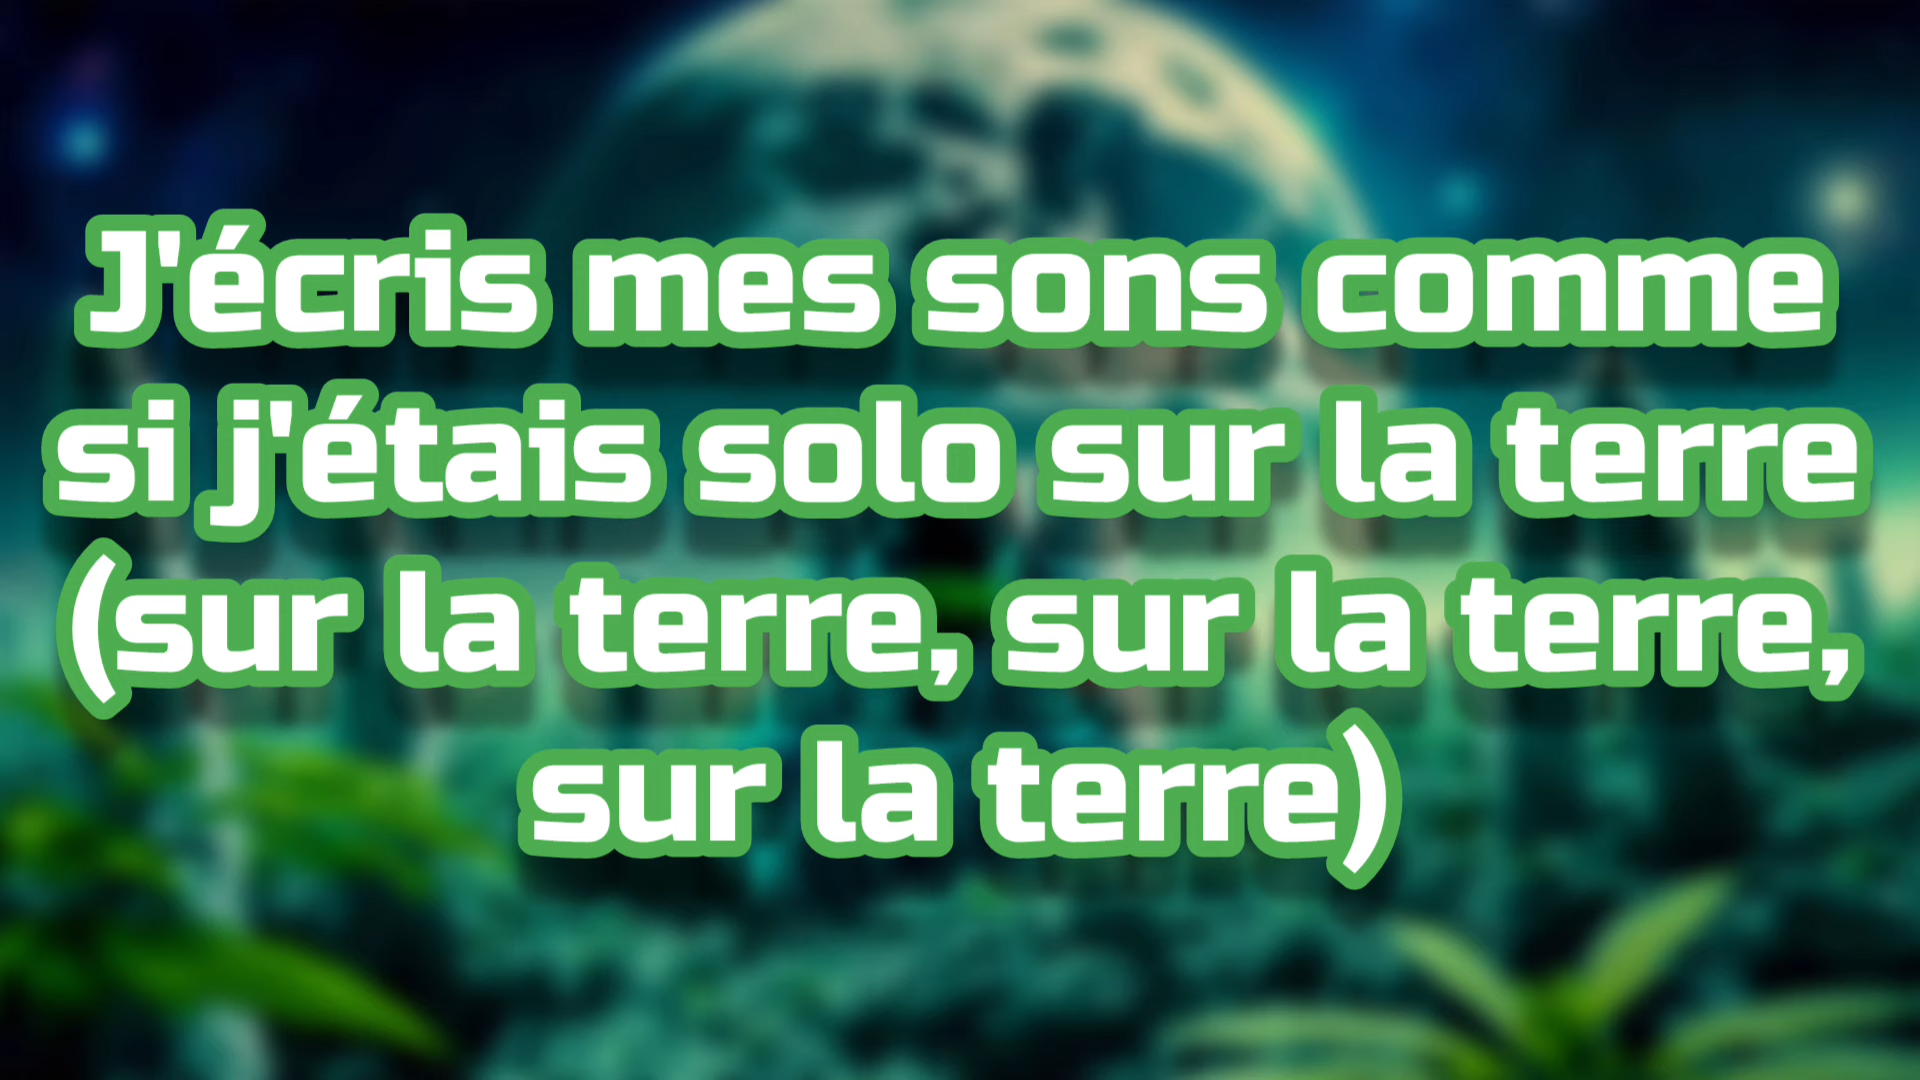 J'écris mes sons comme
si j'étais solo sur la terre
(sur la terre, sur la terre,
sur la terre)